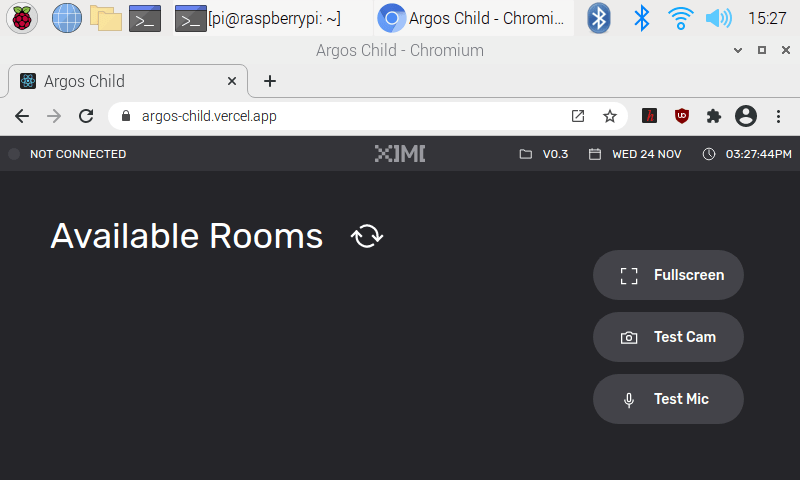 [pi@raspberrypi: ~]
Argos Child - Chromi...
15:27
Argos Child - Chromium
Argos Child
argos-child.vercel.app
NOT CONNECTED
XIMI
V0.3
WED 24 NOV
03:27:44PM
Available Rooms
Fullscreen
Test Cam
Test Mic